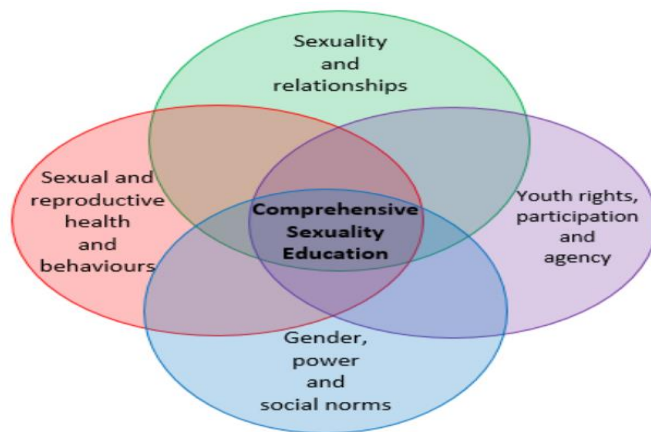 Sexuality
and
relationships
Sexual and
reproductive
health
and
behaviours
Comprehensive
Sexuality
Education
Youth rights,
participation
and
agency
Gender,
power
and
social norms